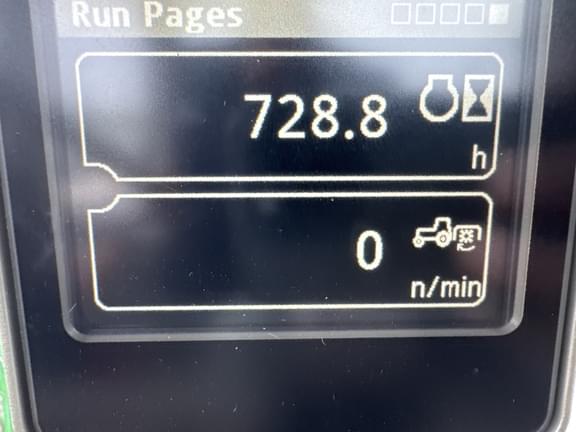 Run Pages
728.8
h
0
n/min